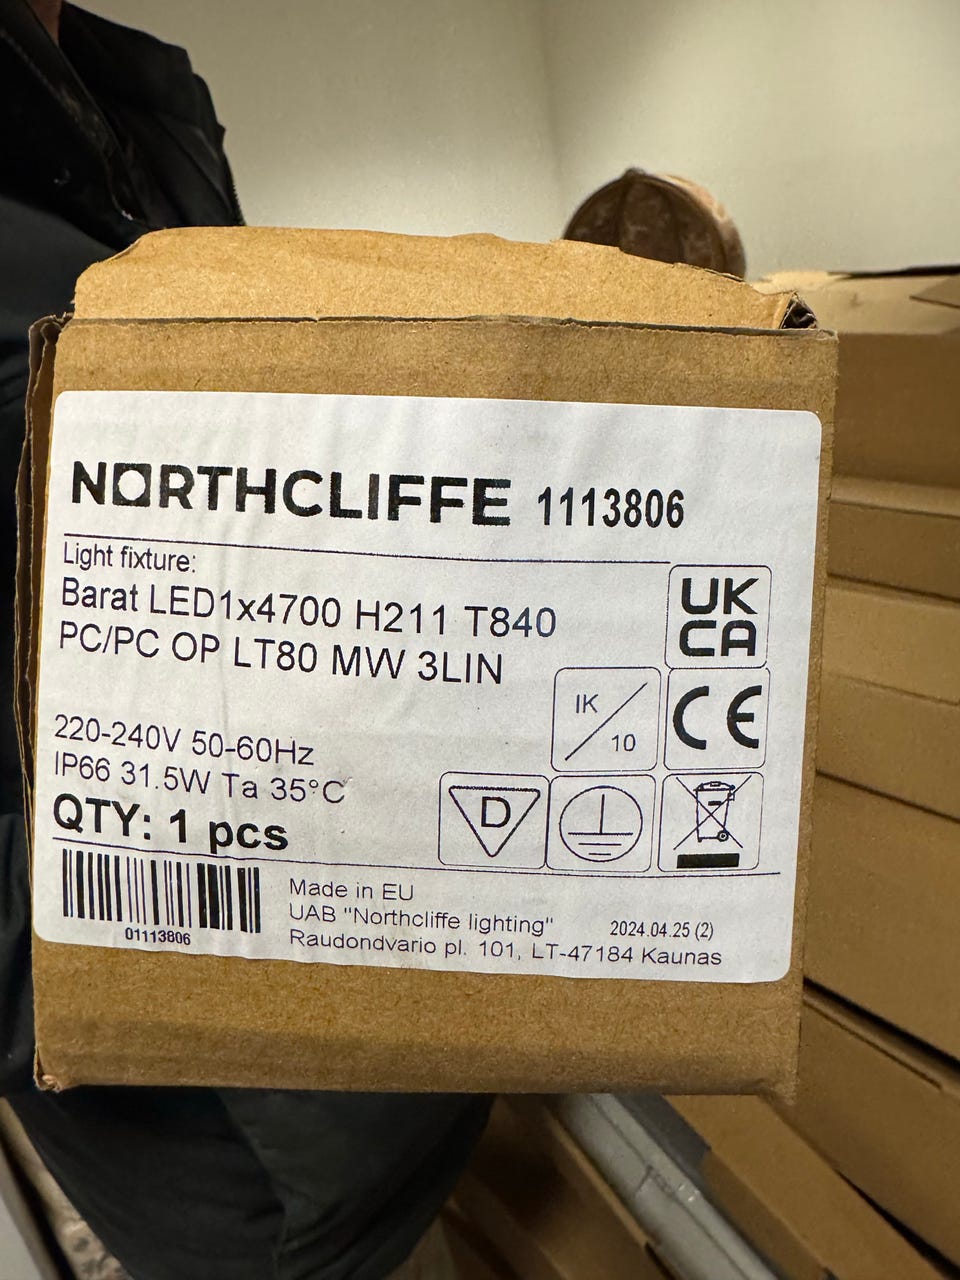 NORTHCLIFFE 1113806
Light fixture:
Barat LED1x4700 H211 T840
PC/PC OP LT80 MW 3LIN
UK
CA
IK/10
CE
220-240V 50-60Hz
IP66 31.5W Ta 35°C
D
QTY: 1 pcs
01113806
Made in EU
UAB "Northcliffe lighting"
2024.04.25 (2)
Raudondvario pl. 101, LT-47184 Kaunas